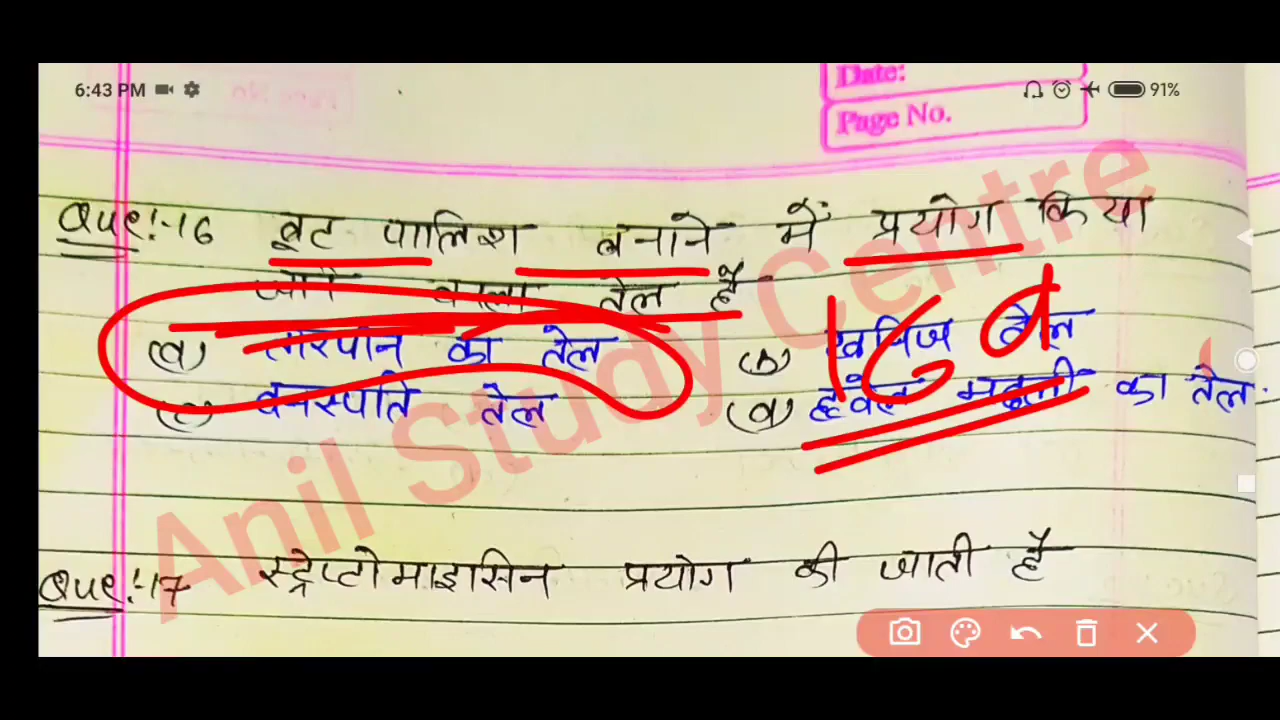 6:43 PM 91%
Date:
Page No.
Que!-16 बूट पालिश बनाने में प्रयोग किया
जाने वाला तेल है
(a) तारपीन का तेल (b) खनिज तेल
(c) वनस्पति तेल (d) ह्वेल मछली का तेल.
16 a
Anil Study Centre
Que!-17 स्ट्रेप्टोमाइसिन प्रयोग की जाती है